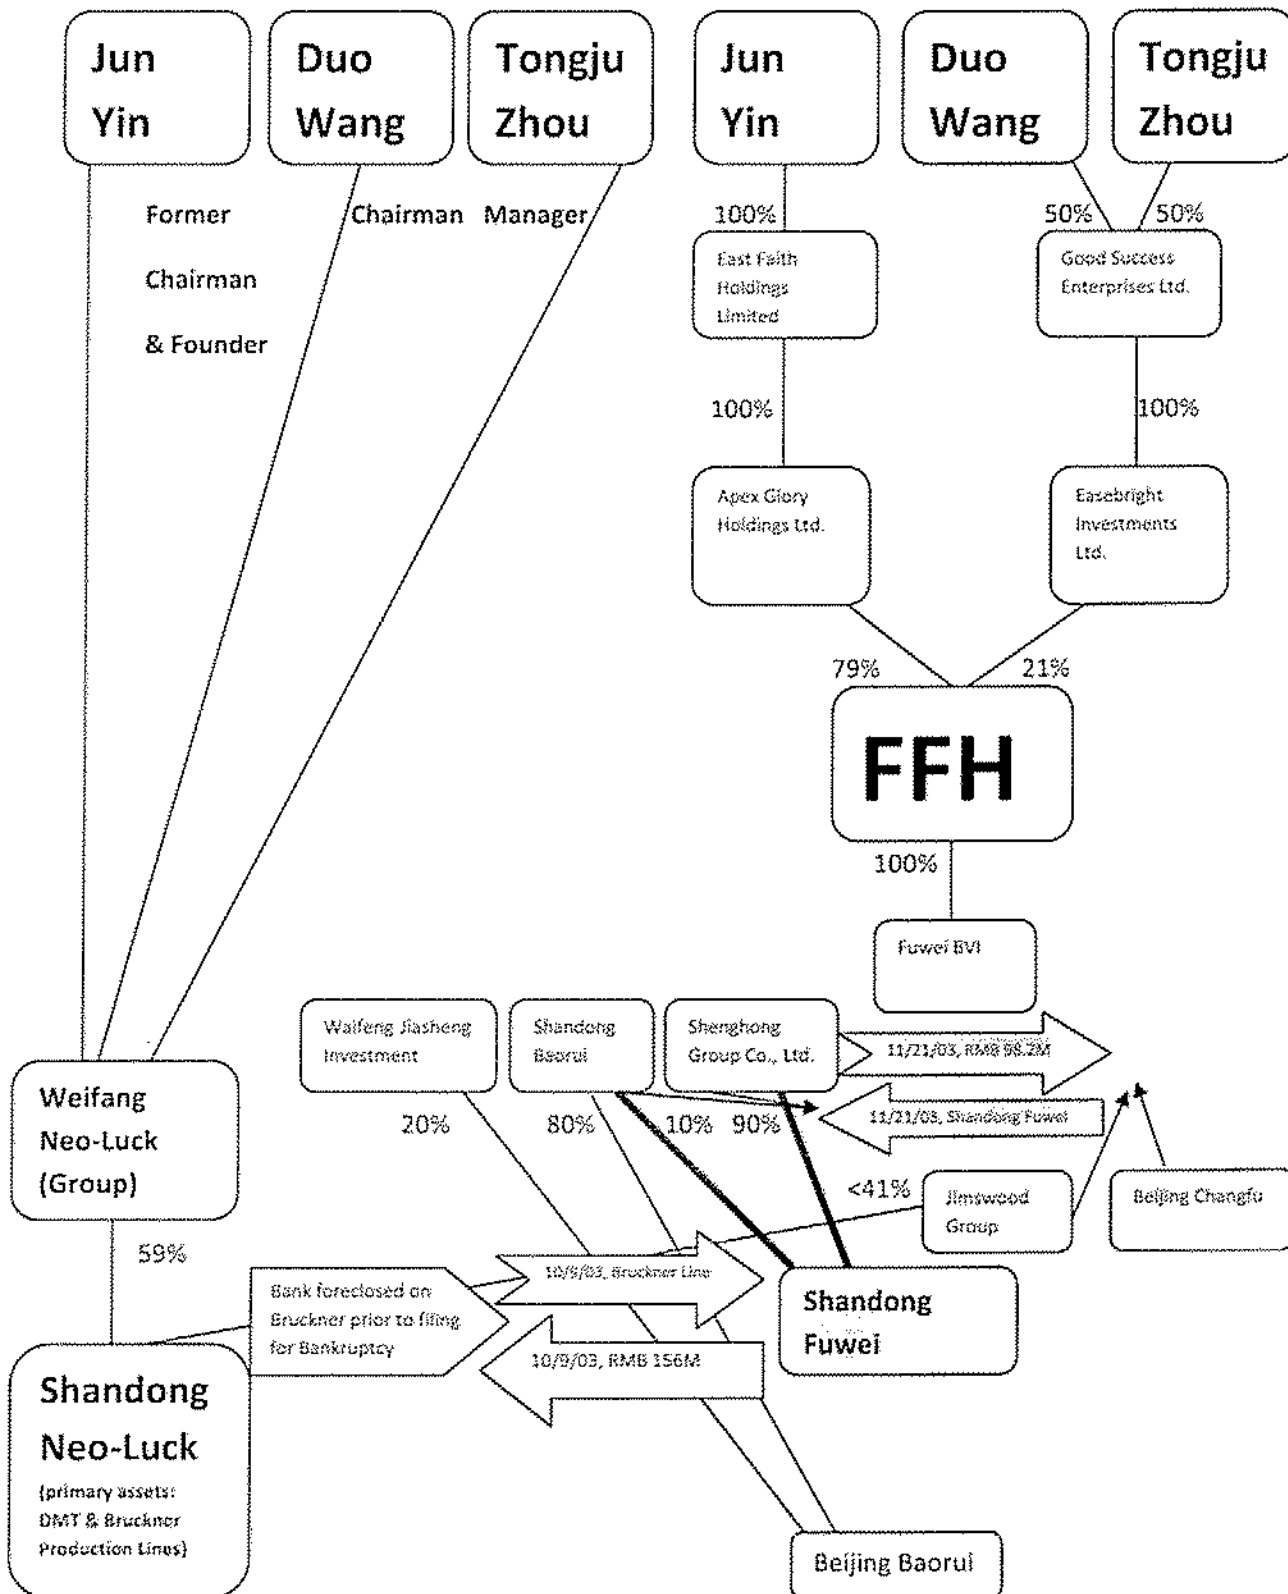 Jun
Yin
Duo
Wang
Tongju
Zhou
Jun
Yin
Duo
Wang
Tongju
Zhou
Former
Chairman
& Founder
Chairman
Manager
100%
50%
50%
East Faith
Holdings
Limited
Good Success
Enterprises Ltd.
100%
100%
Apex Glory
Holdings Ltd.
Easebright
Investments
Ltd.
79%
21%
FFH
100%
Fuwei BVI
Waifeng Jiasheng
Investment
Shandong
Baorui
Shenghong
Group Co., Ltd.
11/21/03, RMB 98.2M
11/21/03, Shandong Fuwei
20%
80%
10%
90%
Weifang
Neo-Luck
(Group)
<41%
Jimswood
Group
Beijing Changfu
59%
Bank foreclosed on
Bruckner prior to filing
for Bankruptcy
10/9/03, Bruckner Line
10/9/03, RMB 156M
Shandong
Fuwei
Shandong
Neo-Luck
(primary assets:
DMT & Bruckner
Production Lines)
Beijing Baorui